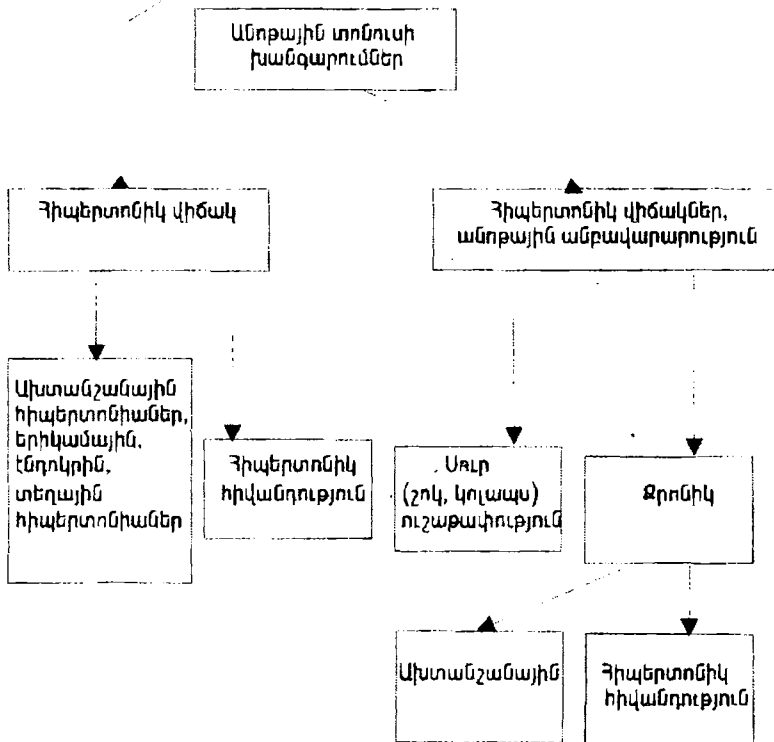 Անոթային տոնուսի
խանգարումներ
Հիպերտոնիկ վիճակ
Հիպերտոնիկ վիճակներ,
անոթային անբավարարություն
Ախտանշանային
հիպերտոնիաներ,
երիկամային,
էնդոկրին,
տեղային
հիպերտոնիաներ
Հիպերտոնիկ
հիվանդություն
Սուր
(շոկ, կոլապս)
ուշաթափություն
Քրոնիկ
Ախտանշանային
Հիպերտոնիկ
հիվանդություն